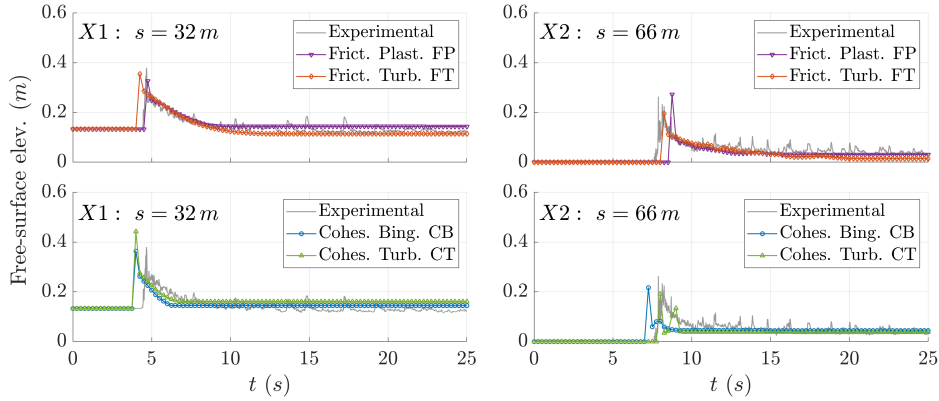 0.6
0.4
0.2
0
X1 : s = 32 m
Experimental
Frict. Plast. FP
Frict. Turb. FT
0.6
0.4
0.2
0
X2 : s = 66 m
Experimental
Frict. Plast. FP
Frict. Turb. FT
Free-surface elev. (m)
0.6
0.4
0.2
0
X1 : s = 32 m
Experimental
Cohes. Bing. CB
Cohes. Turb. CT
0 5 10 15 20 25
t (s)
0.6
0.4
0.2
0
X2 : s = 66 m
Experimental
Cohes. Bing. CB
Cohes. Turb. CT
0 5 10 15 20 25
t (s)